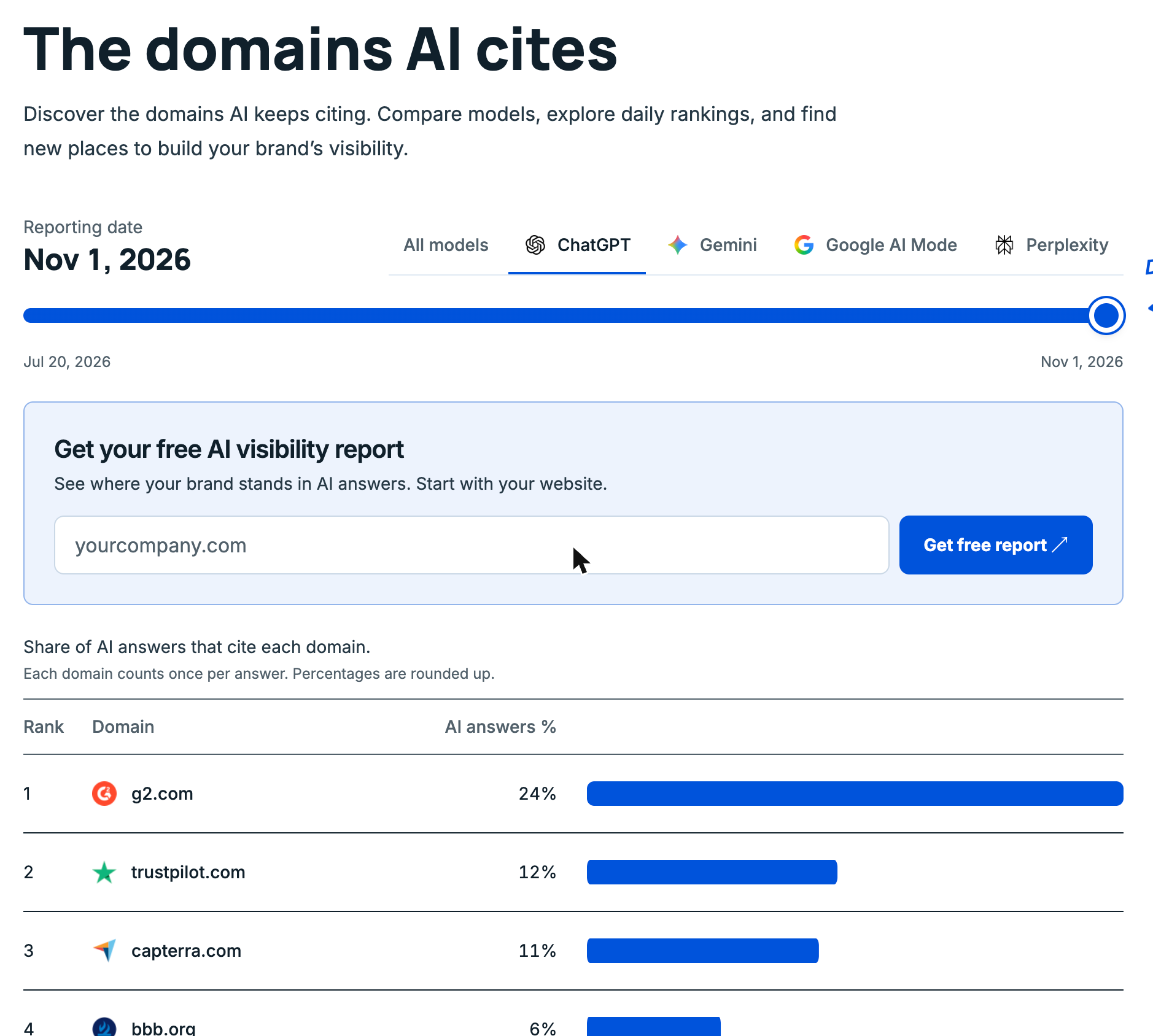 The domains AI cites
Discover the domains AI keeps citing. Compare models, explore daily rankings, and find
new places to build your brand’s visibility.
Reporting date
Nov 1, 2026
All models ChatGPT Gemini Google AI Mode Perplexity
Jul 20, 2026 Nov 1, 2026
Get your free AI visibility report
See where your brand stands in AI answers. Start with your website.
yourcompany.com Get free report ↗
Share of AI answers that cite each domain.
Each domain counts once per answer. Percentages are rounded up.
Rank Domain AI answers %
1 g2.com 24%
2 trustpilot.com 12%
3 capterra.com 11%
4 bbb.org 6%